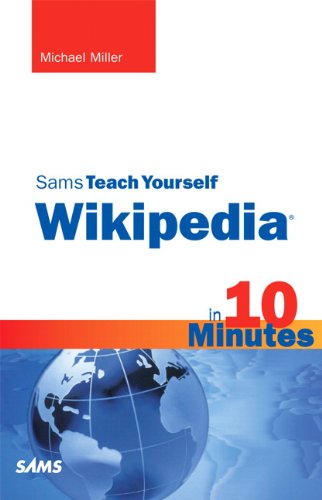 Michael Miller
Sams Teach Yourself
Wikipedia®
in 10
Minutes
SAMS